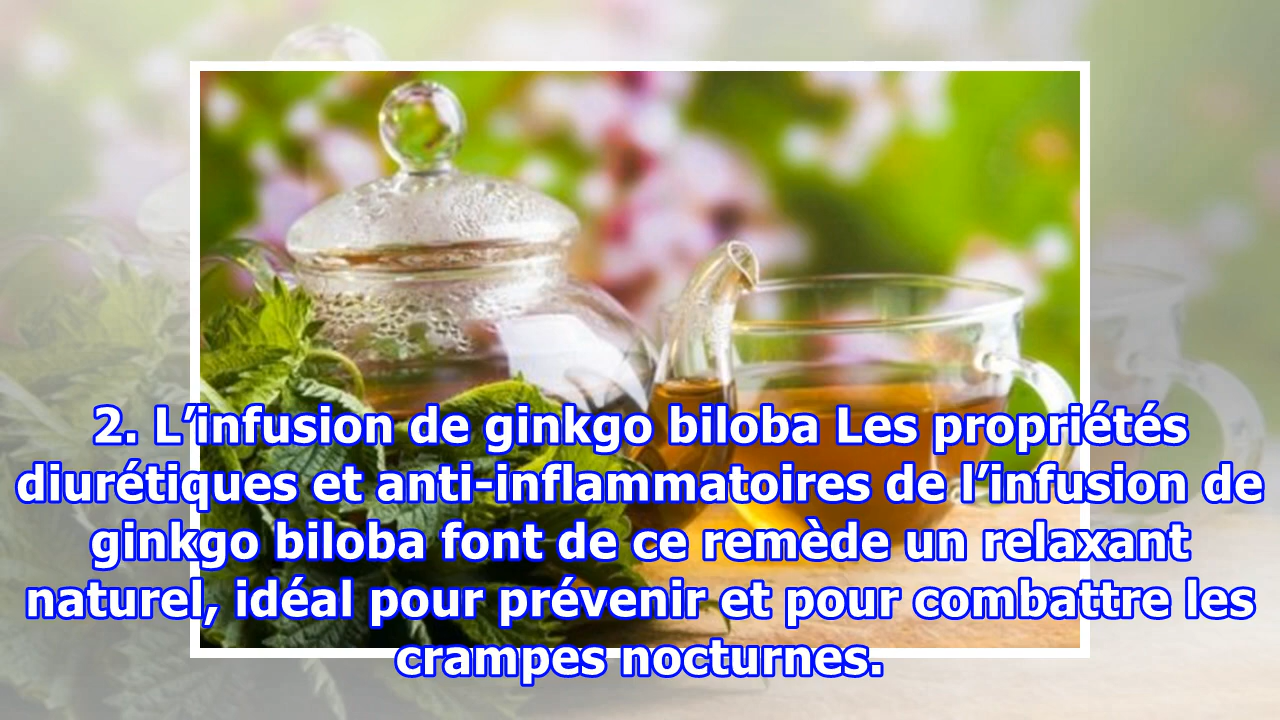 2. L’infusion de ginkgo biloba Les propriétés
diurétiques et anti-inflammatoires de l’infusion de
ginkgo biloba font de ce remède un relaxant
naturel, idéal pour prévenir et pour combattre les
crampes nocturnes.